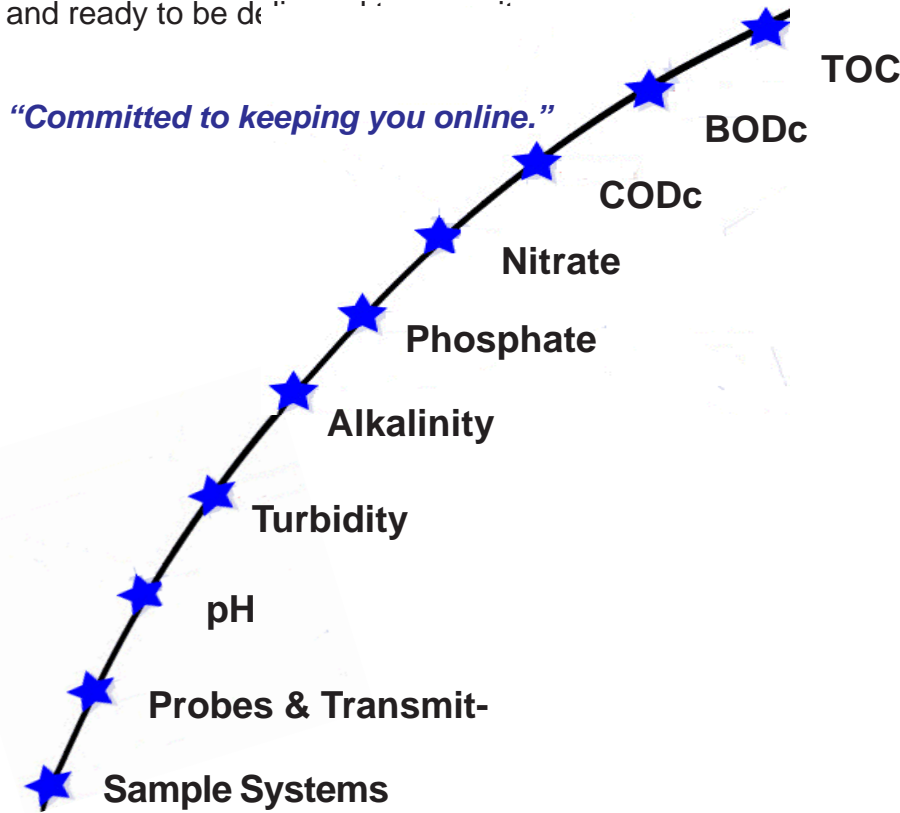 and ready to be
“Committed to keeping you online.”
TOC
BODc
CODc
Nitrate
Phosphate
Alkalinity
Turbidity
pH
Probes & Transmit-
Sample Systems